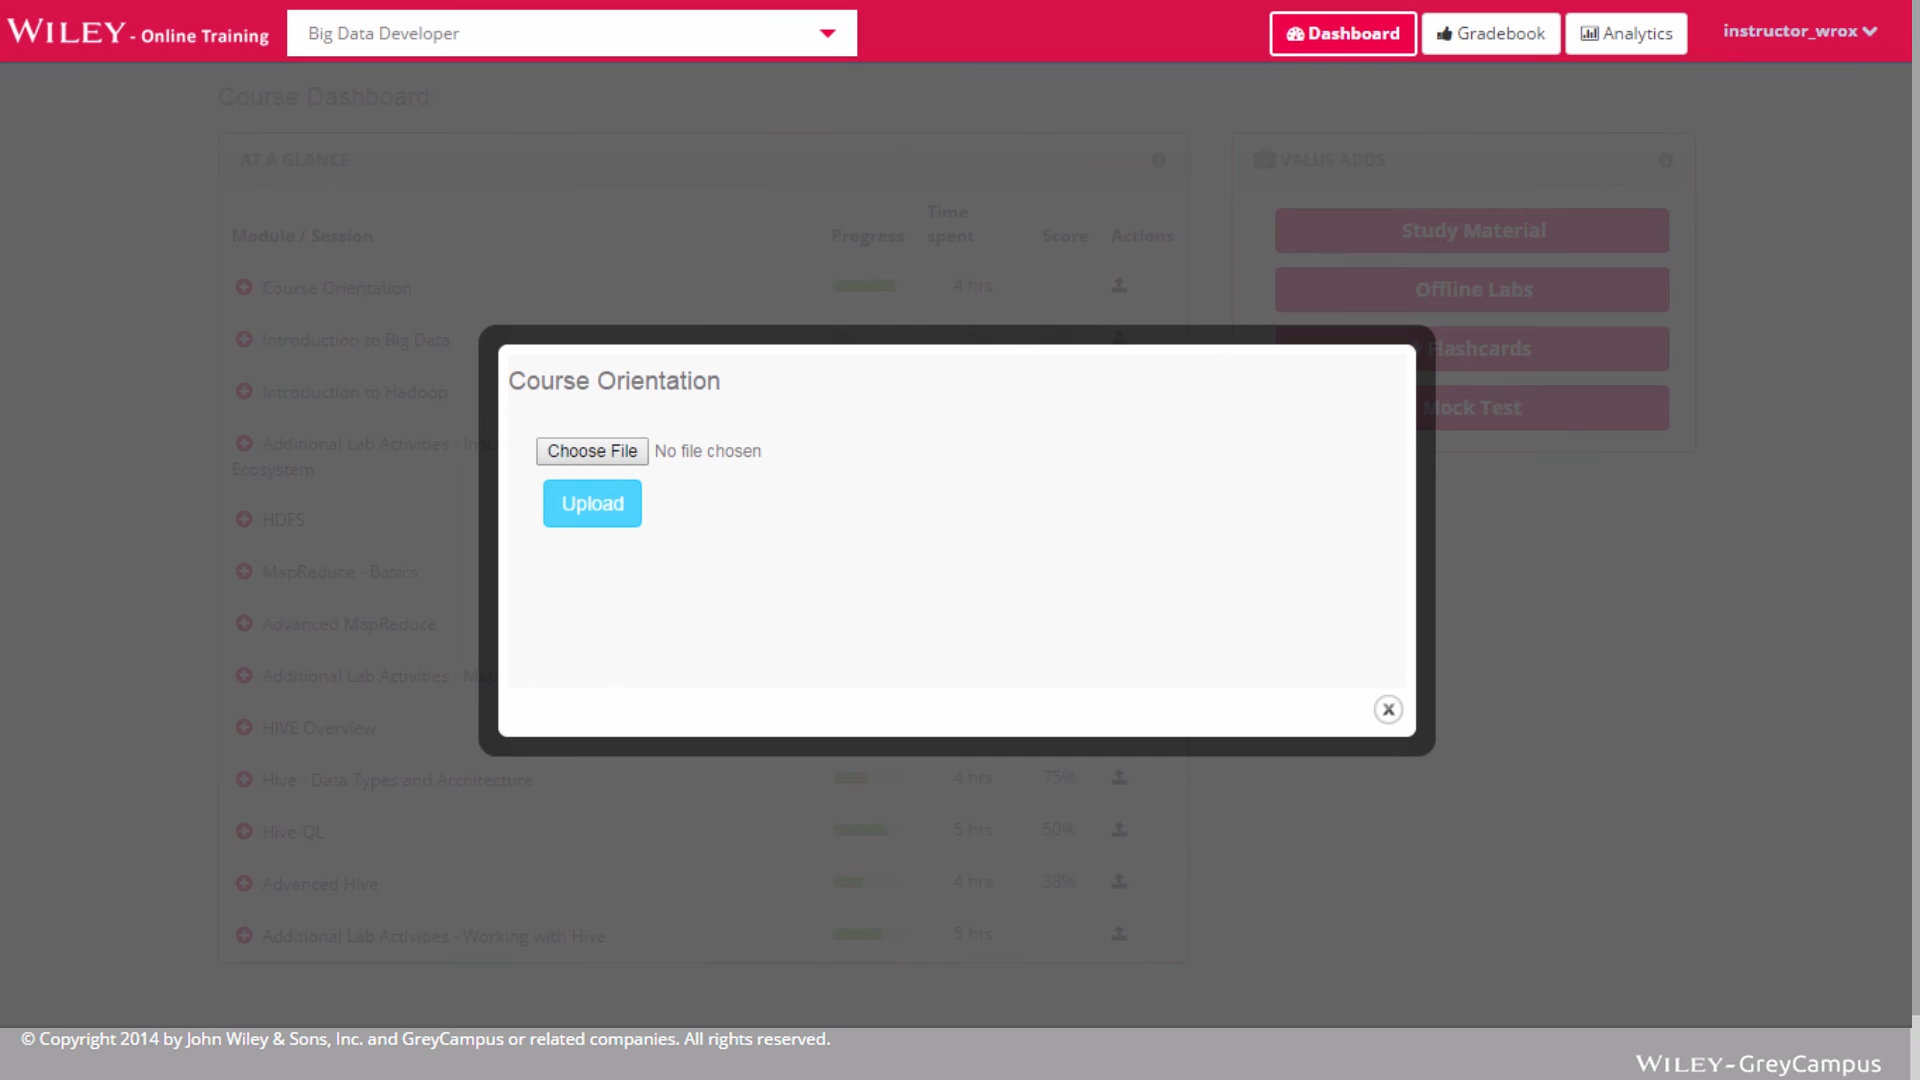 WILEY - Online Training
Big Data Developer
Dashboard
Gradebook
Analytics
instructor_wrox
Course Dashboard
AT A GLANCE
VALUE ADDS
Module / Session
Progress
Time spent
Score
Actions
Study Material
Offline Labs
Flashcards
Mock Test
Course Orientation
4 hrs
Introduction to Big Data
Introduction to Hadoop
Additional Lab Activities -
Ecosystem
HDFS
MapReduce - Basics
Advanced MapReduce
Additional Lab Activities -
HIVE Overview
Course Orientation
Choose File No file chosen
Upload
x
Hive - Data Types and Architecture 4 hrs 75%
Hive-QL 5 hrs 50%
Advanced Hive 4 hrs 38%
Additional Lab Activities - Working with Hive 5 hrs
© Copyright 2014 by John Wiley & Sons, Inc. and GreyCampus or related companies. All rights reserved.
WILEY-GreyCampus